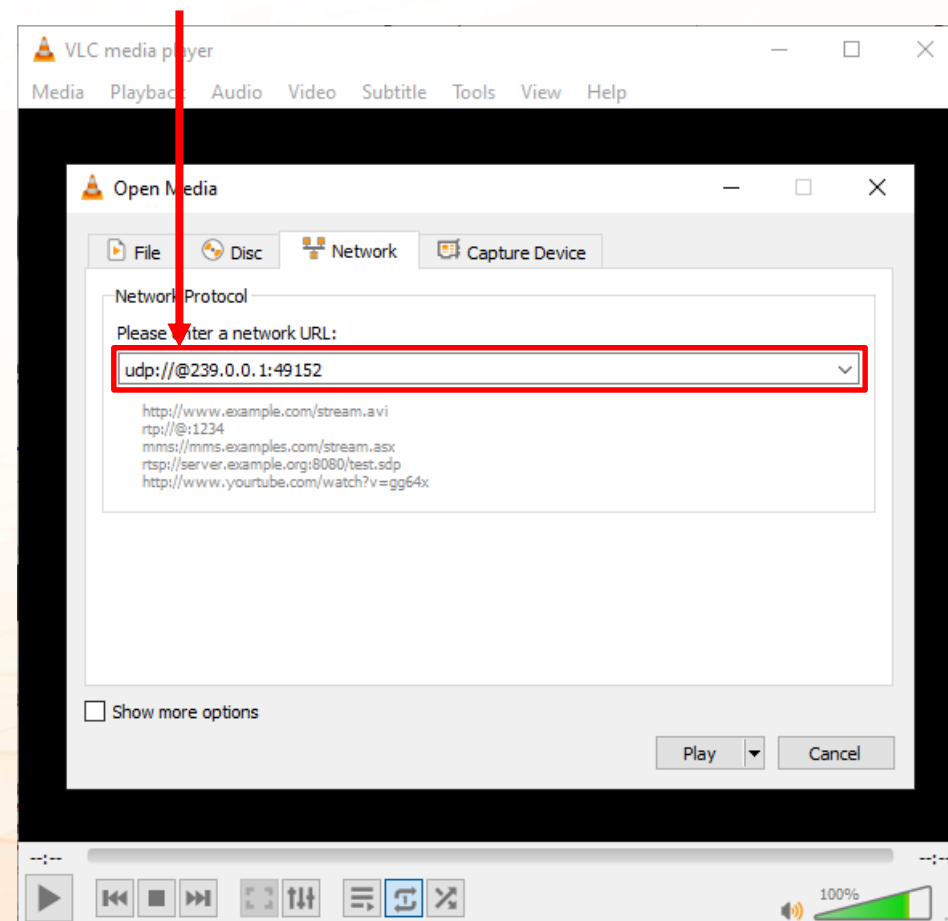 VLC media player
Media Playback Audio Video Subtitle Tools View Help
Open Media
File Disc Network Capture Device
Network Protocol
Please enter a network URL:
udp://@239.0.0.1:49152
http://www.example.com/stream.avi
rtp://@:1234
mms://mms.examples.com/stream.asx
rtsp://server.example.org:8080/test.sdp
http://www.yourtube.com/watch?v=gg64x
Show more options
Play Cancel
--:-- --:--
100%